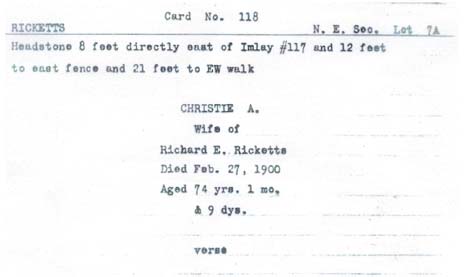 Card No. 118
RICKETTS N. E. Sec. Lot 7A
Headstone 8 feet directly east of Imlay #117 and 12 feet
to east fence and 21 feet to EW walk
CHRISTIE A.
Wife of
Richard E. Ricketts
Died Feb. 27, 1900
Aged 74 yrs. 1 mo.
& 9 dys.
verse